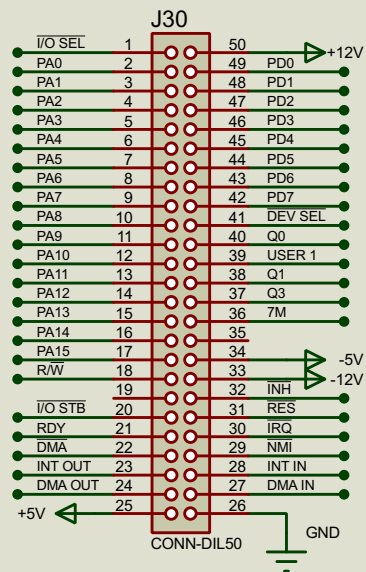 J30
I/O SEL 1 50 +12V
PA0 2 49 PD0
PA1 3 48 PD1
PA2 4 47 PD2
PA3 5 46 PD3
PA4 6 45 PD4
PA5 7 44 PD5
PA6 8 43 PD6
PA7 9 42 PD7
PA8 10 41 DEV SEL
PA9 11 40 Q0
PA10 12 39 USER 1
PA11 13 38 Q1
PA12 14 37 Q3
PA13 15 36 7M
PA14 16 35
PA15 17 34 -5V
R/W 18 33 -12V
19 32 INH
I/O STB 20 31 RES
RDY 21 30 IRQ
DMA 22 29 NMI
INT OUT 23 28 INT IN
DMA OUT 24 27 DMA IN
+5V 25 26
GND
CONN-DIL50